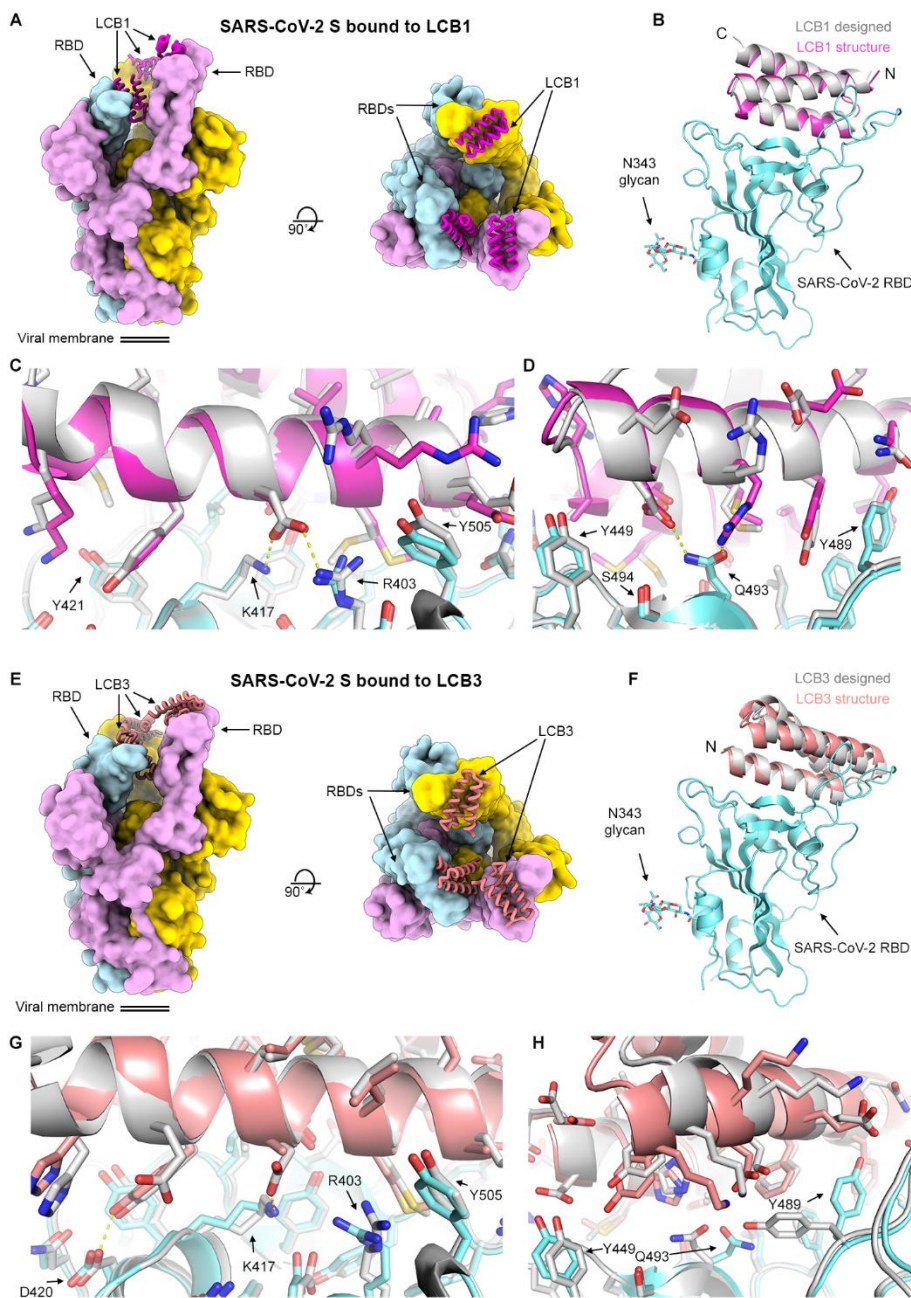 A
SARS-CoV-2 S bound to LCB1
LCB1
RBD
RBD
RBDs
LCB1
90°
Viral membrane
B
LCB1 designed
LCB1 structure
C
N
N343
glycan
SARS-CoV-2 RBD
C
Y421
K417
R403
Y505
D
Y449
S494
Q493
Y489
E
SARS-CoV-2 S bound to LCB3
LCB3
RBD
RBD
RBDs
LCB3
90°
Viral membrane
F
LCB3 designed
LCB3 structure
N
N343
glycan
SARS-CoV-2 RBD
G
D420
K417
R403
Y505
H
Y449
Q493
Y489